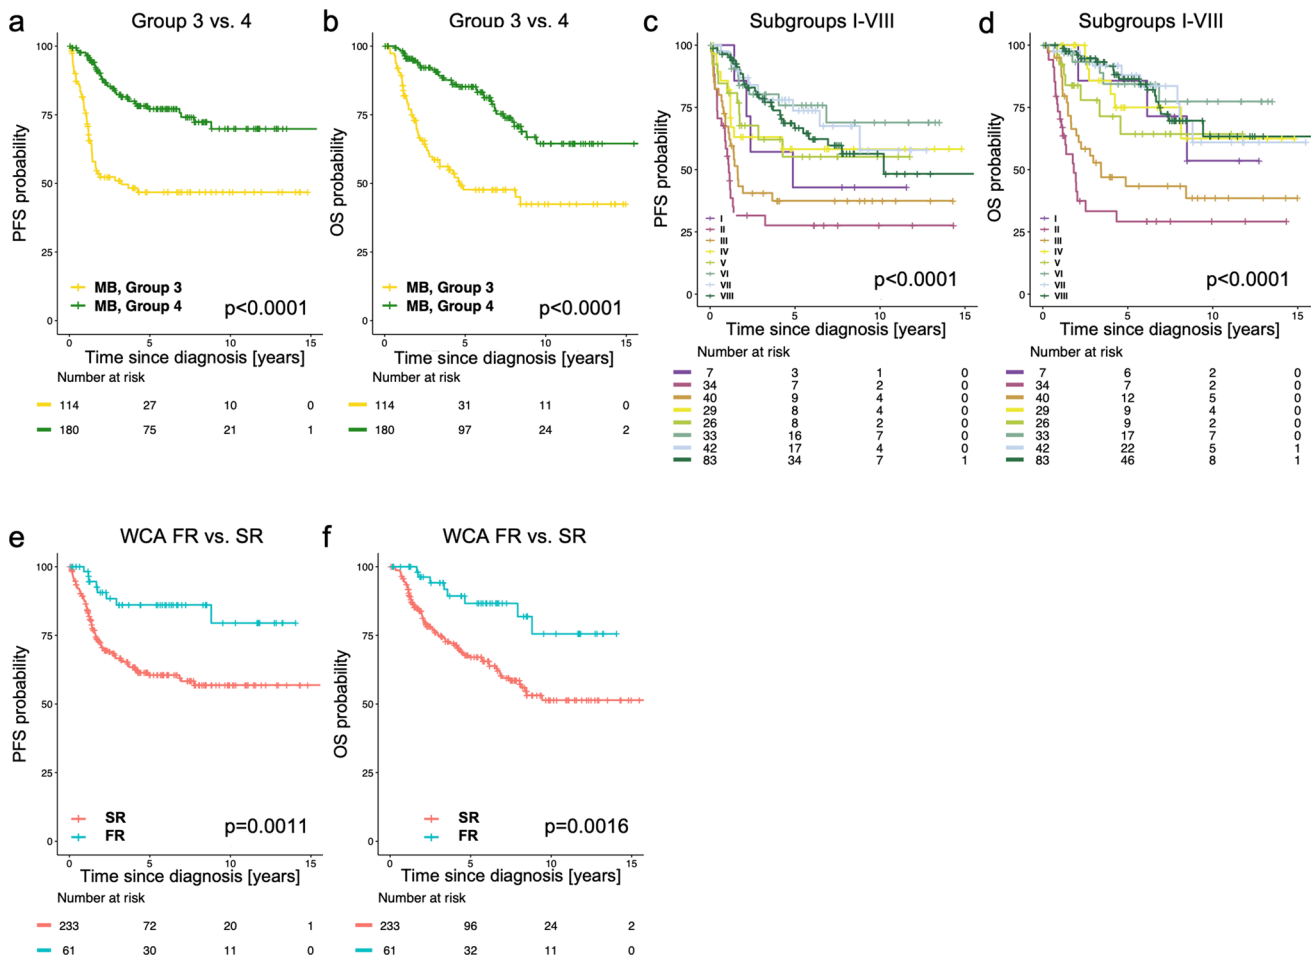 a
Group 3 vs. 4
PFS probability
100
75
50
25
0
MB, Group 3
MB, Group 4
p<0.0001
0 5 10 15
Time since diagnosis [years]
Number at risk
114 27 10 0
180 75 21 1
b
Group 3 vs. 4
OS probability
100
75
50
25
0
MB, Group 3
MB, Group 4
p<0.0001
0 5 10 15
Time since diagnosis [years]
Number at risk
114 31 11 0
180 97 24 2
c
Subgroups I-VIII
PFS probability
100
75
50
25
0
I
II
III
IV
V
VI
VII
VIII
p<0.0001
0 5 10 15
Time since diagnosis [years]
Number at risk
7 3 1 0
34 7 2 0
40 9 4 0
29 8 4 0
26 8 2 0
33 16 7 0
42 17 4 0
83 34 7 1
d
Subgroups I-VIII
OS probability
100
75
50
25
0
I
II
III
IV
V
VI
VII
VIII
p<0.0001
0 5 10 15
Time since diagnosis [years]
Number at risk
7 6 2 0
34 7 2 0
40 12 5 0
29 9 4 0
26 9 2 0
33 17 7 0
42 22 5 1
83 46 8 1
e
WCA FR vs. SR
PFS probability
100
75
50
25
0
SR
FR
p=0.0011
0 5 10 15
Time since diagnosis [years]
Number at risk
233 72 20 1
61 30 11 0
f
WCA FR vs. SR
OS probability
100
75
50
25
0
SR
FR
p=0.0016
0 5 10 15
Time since diagnosis [years]
Number at risk
233 96 24 2
61 32 11 0